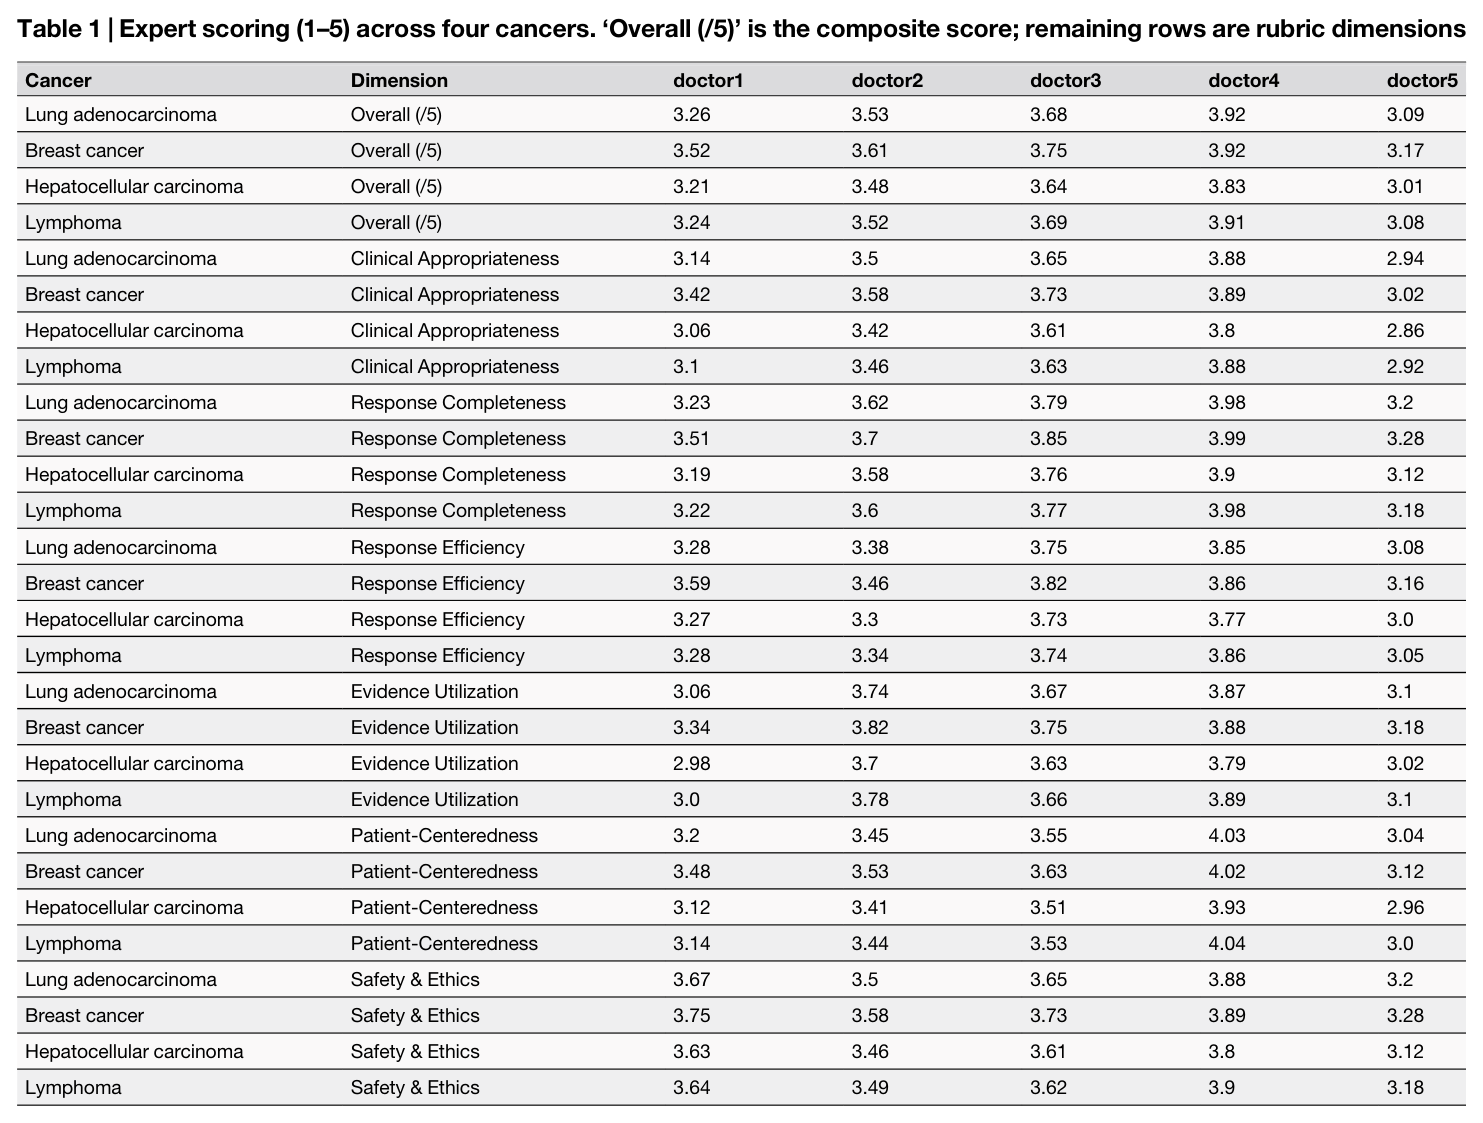 Table 1 | Expert scoring (1–5) across four cancers. ‘Overall (/5)’ is the composite score; remaining rows are rubric dimensions
Cancer Dimension doctor1 doctor2 doctor3 doctor4 doctor5
Lung adenocarcinoma Overall (/5) 3.26 3.53 3.68 3.92 3.09
Breast cancer Overall (/5) 3.52 3.61 3.75 3.92 3.17
Hepatocellular carcinoma Overall (/5) 3.21 3.48 3.64 3.83 3.01
Lymphoma Overall (/5) 3.24 3.52 3.69 3.91 3.08
Lung adenocarcinoma Clinical Appropriateness 3.14 3.5 3.65 3.88 2.94
Breast cancer Clinical Appropriateness 3.42 3.58 3.73 3.89 3.02
Hepatocellular carcinoma Clinical Appropriateness 3.06 3.42 3.61 3.8 2.86
Lymphoma Clinical Appropriateness 3.1 3.46 3.63 3.88 2.92
Lung adenocarcinoma Response Completeness 3.23 3.62 3.79 3.98 3.2
Breast cancer Response Completeness 3.51 3.7 3.85 3.99 3.28
Hepatocellular carcinoma Response Completeness 3.19 3.58 3.76 3.9 3.12
Lymphoma Response Completeness 3.22 3.6 3.77 3.98 3.18
Lung adenocarcinoma Response Efficiency 3.28 3.38 3.75 3.85 3.08
Breast cancer Response Efficiency 3.59 3.46 3.82 3.86 3.16
Hepatocellular carcinoma Response Efficiency 3.27 3.3 3.73 3.77 3.0
Lymphoma Response Efficiency 3.28 3.34 3.74 3.86 3.05
Lung adenocarcinoma Evidence Utilization 3.06 3.74 3.67 3.87 3.1
Breast cancer Evidence Utilization 3.34 3.82 3.75 3.88 3.18
Hepatocellular carcinoma Evidence Utilization 2.98 3.7 3.63 3.79 3.02
Lymphoma Evidence Utilization 3.0 3.78 3.66 3.89 3.1
Lung adenocarcinoma Patient-Centeredness 3.2 3.45 3.55 4.03 3.04
Breast cancer Patient-Centeredness 3.48 3.53 3.63 4.02 3.12
Hepatocellular carcinoma Patient-Centeredness 3.12 3.41 3.51 3.93 2.96
Lymphoma Patient-Centeredness 3.14 3.44 3.53 4.04 3.0
Lung adenocarcinoma Safety & Ethics 3.67 3.5 3.65 3.88 3.2
Breast cancer Safety & Ethics 3.75 3.58 3.73 3.89 3.28
Hepatocellular carcinoma Safety & Ethics 3.63 3.46 3.61 3.8 3.12
Lymphoma Safety & Ethics 3.64 3.49 3.62 3.9 3.18